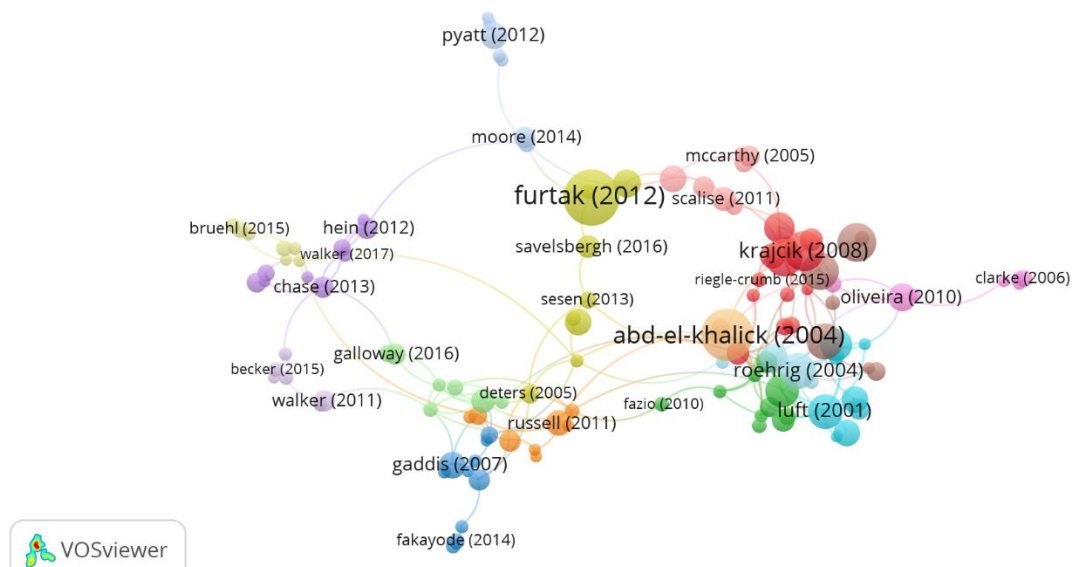 pyatt (2012)
moore (2014)
mccarthy (2005)
furtak (2012)
scalise (2011)
bruehl (2015)
hein (2012)
savelsbergh (2016)
krajcik (2008)
walker (2017)
riegle-crumb (2015)
clarke (2006)
chase (2013)
sesen (2013)
oliveira (2010)
abd-el-khalick (2004)
galloway (2016)
becker (2015)
roehrig (2004)
deters (2005)
walker (2011)
fazio (2010)
luft (2001)
russell (2011)
gaddis (2007)
fakayode (2014)
VOSviewer